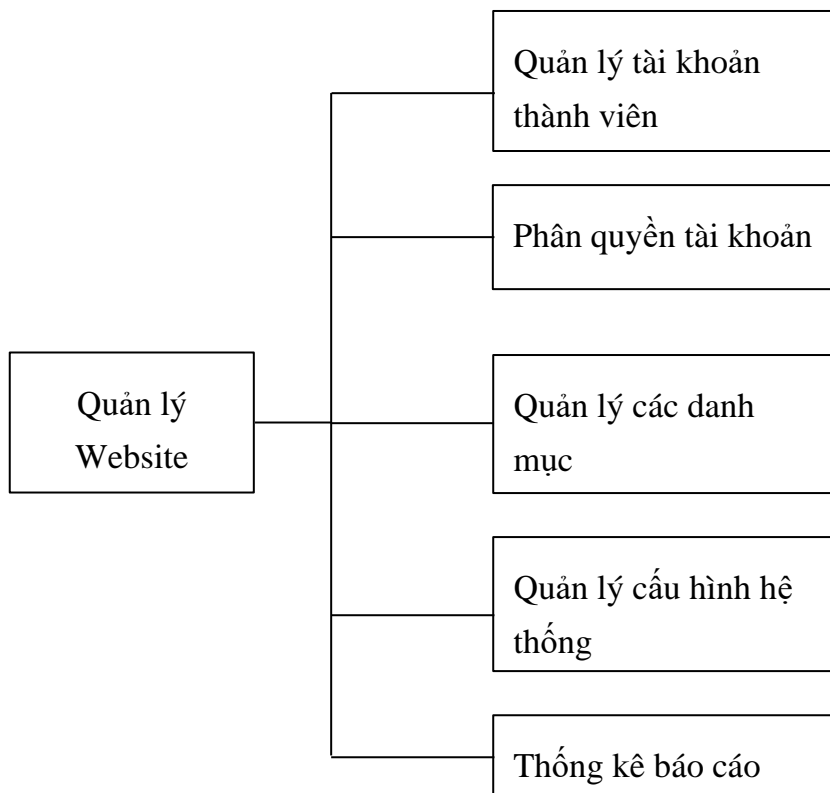 Quản lý tài khoản
thành viên
Phân quyền tài khoản
Quản lý
Website
Quản lý các danh
mục
Quản lý cấu hình hệ
thống
Thống kê báo cáo